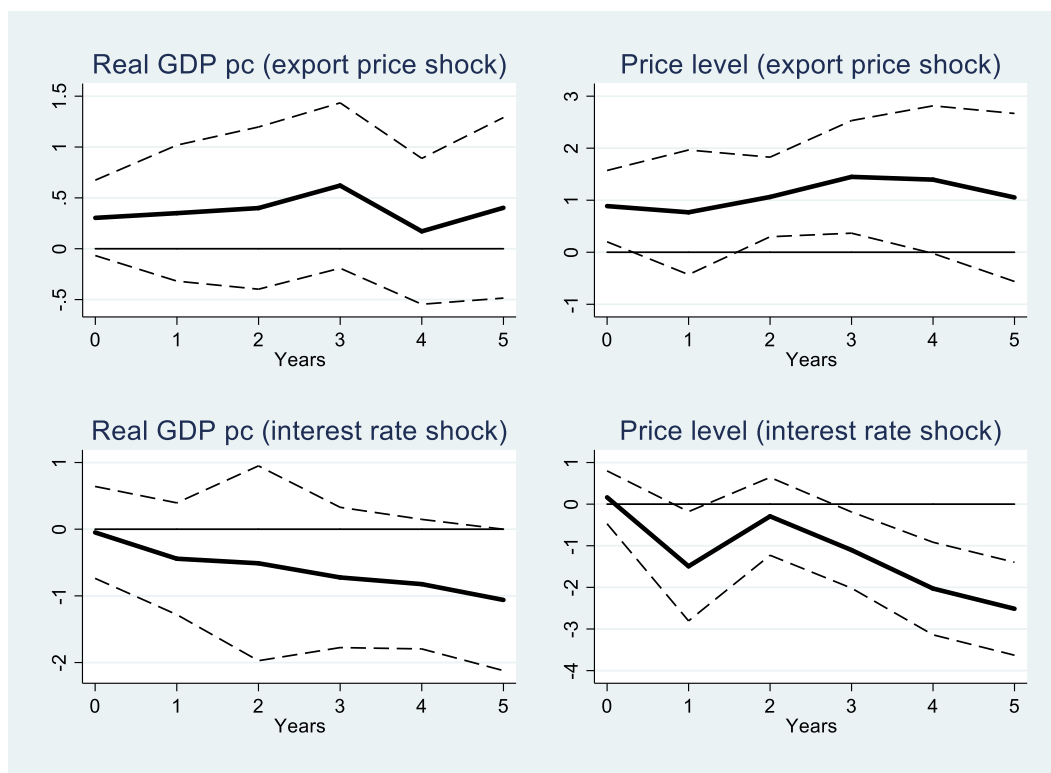 Real GDP pc (export price shock)
1.5
1
.5
0
-.5
0 1 2 3 4 5
Years
Price level (export price shock)
3
2
1
0
-1
0 1 2 3 4 5
Years
Real GDP pc (interest rate shock)
1
0
-1
-2
0 1 2 3 4 5
Years
Price level (interest rate shock)
1
0
-1
-2
-3
-4
0 1 2 3 4 5
Years